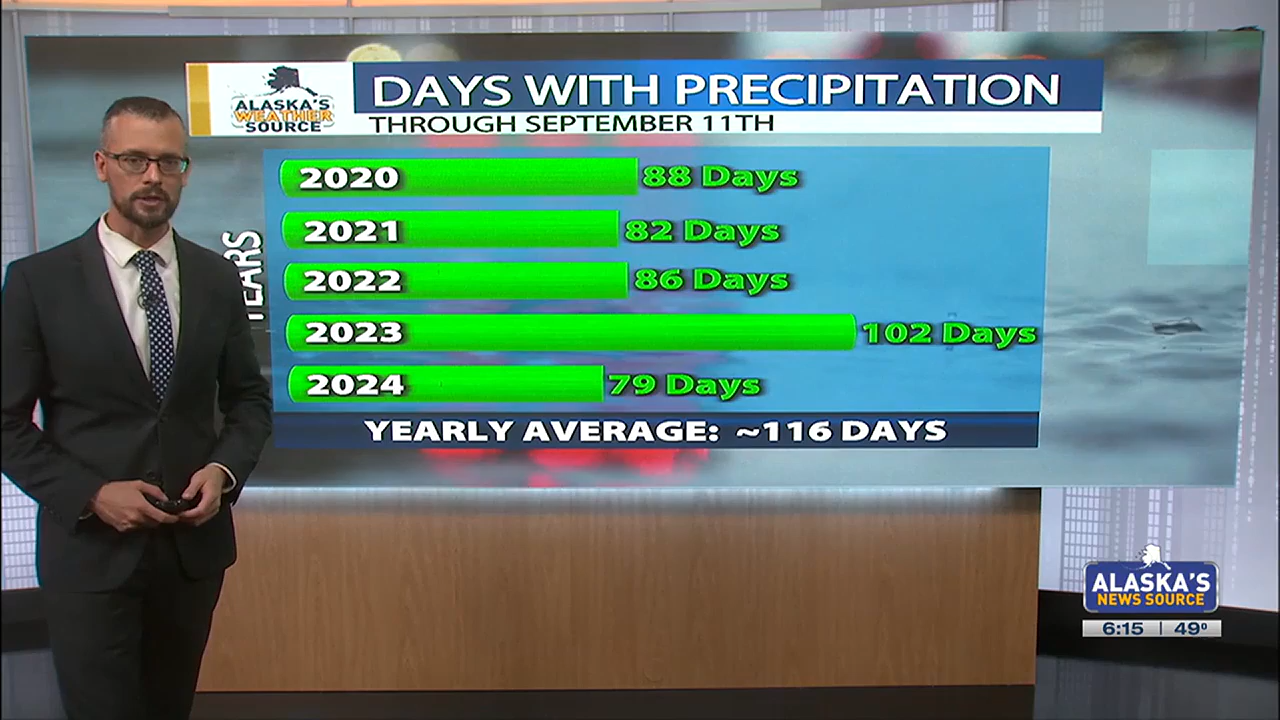 ALASKA'S
WEATHER
SOURCE
DAYS WITH PRECIPITATION
THROUGH SEPTEMBER 11TH
YEARS
2020 88 Days
2021 82 Days
2022 86 Days
2023 102 Days
2024 79 Days
YEARLY AVERAGE: ~116 DAYS
ALASKA'S
NEWS SOURCE
6:15 | 49°